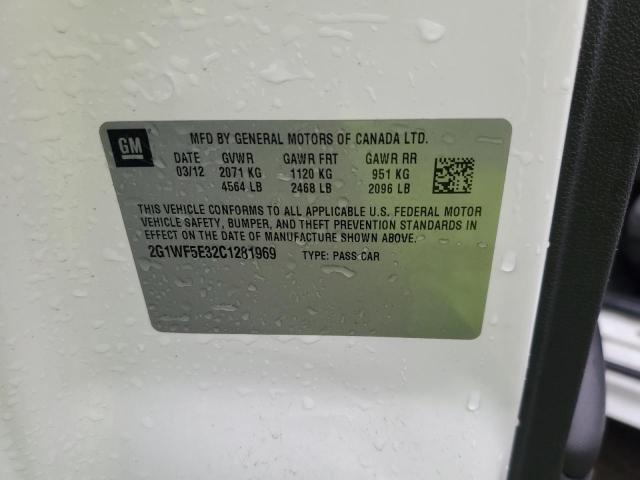 GM
MFD BY GENERAL MOTORS OF CANADA LTD.
DATE GVWR GAWR FRT GAWR RR
03/12 2071 KG 1120 KG 951 KG
4564 LB 2468 LB 2096 LB
THIS VEHICLE CONFORMS TO ALL APPLICABLE U.S. FEDERAL MOTOR
VEHICLE SAFETY, BUMPER, AND THEFT PREVENTION STANDARDS IN
EFFECT ON THE DATE OF MANUFACTURE SHOWN ABOVE.
2G1WF5E32C1281969 TYPE: PASS CAR